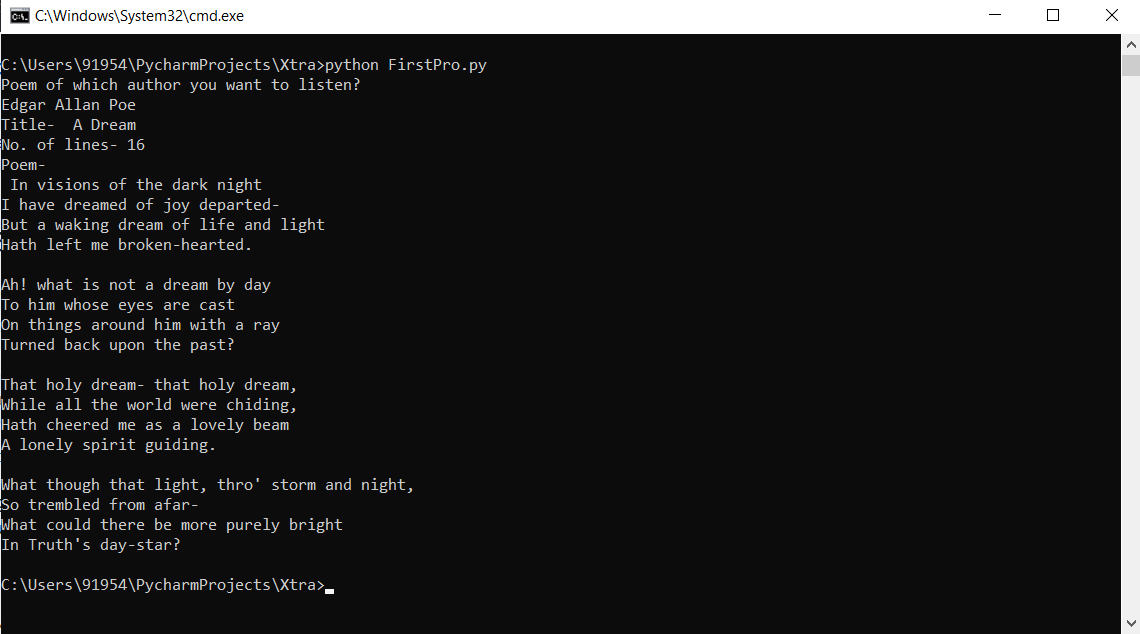 C:\Windows\System32\cmd.exe
C:\Users\91954\PycharmProjects\Xtra>python FirstPro.py
Poem of which author you want to listen?
Edgar Allan Poe
Title-  A Dream
No. of lines- 16
Poem-
 In visions of the dark night
I have dreamed of joy departed-
But a waking dream of life and light
Hath left me broken-hearted.

Ah! what is not a dream by day
To him whose eyes are cast
On things around him with a ray
Turned back upon the past?

That holy dream- that holy dream,
While all the world were chiding,
Hath cheered me as a lovely beam
A lonely spirit guiding.

What though that light, thro' storm and night,
So trembled from afar-
What could there be more purely bright
In Truth's day-star?

C:\Users\91954\PycharmProjects\Xtra>